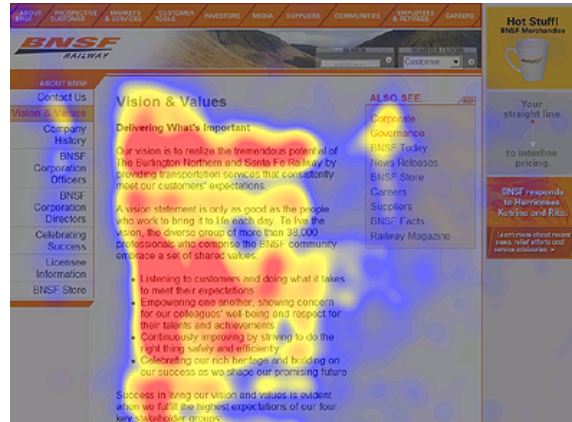 ABOUT BNSF
PROSPECTIVE CUSTOMER
MARKETS & SERVICES
CUSTOMER TOOLS
INVESTORS
MEDIA
SUPPLIERS
COMMUNITIES
EMPLOYEES & RETIREES
CAREERS
BNSF
RAILWAY
SEARCH
Customer
Hot Stuff!
BNSF Merchandise
Your
straight line
to interline
pricing.
BNSF responds
to Hurricanes
Katrina and Rita.
Learn more about recent
news, relief efforts and
service advisories.
ABOUT BNSF
Contact Us
Vision & Values
Company
History
BNSF
Corporation
Officers
BNSF
Corporation
Directors
Celebrating
Success
Licensee
Information
BNSF Store
Vision & Values
Delivering What's Important
Our vision is to realize the tremendous potential of
The Burlington Northern and Santa Fe Railway by
providing transportation services that consistently
meet our customers' expectations.
A vision statement is only as good as the people
who work to bring it to life each day. To live the
vision, the diverse group of more than 38,000
professionals who comprise the BNSF community
embrace a set of shared values:
• Listening to customers and doing what it takes
to meet their expectations
• Empowering one another, showing concern
for our colleagues' well-being and respect for
their talents and achievements
• Continuously improving by striving to do the
right thing safely and efficiently
• Celebrating our rich heritage and building on
our success as we shape our promising future
Success in living our vision and values is evident
when we fulfill the highest expectations of our four
key stakeholder groups:
ALSO SEE...
Corporate
Governance
BNSF Today
News Releases
BNSF Store
Careers
Suppliers
BNSF Facts
Railway Magazine